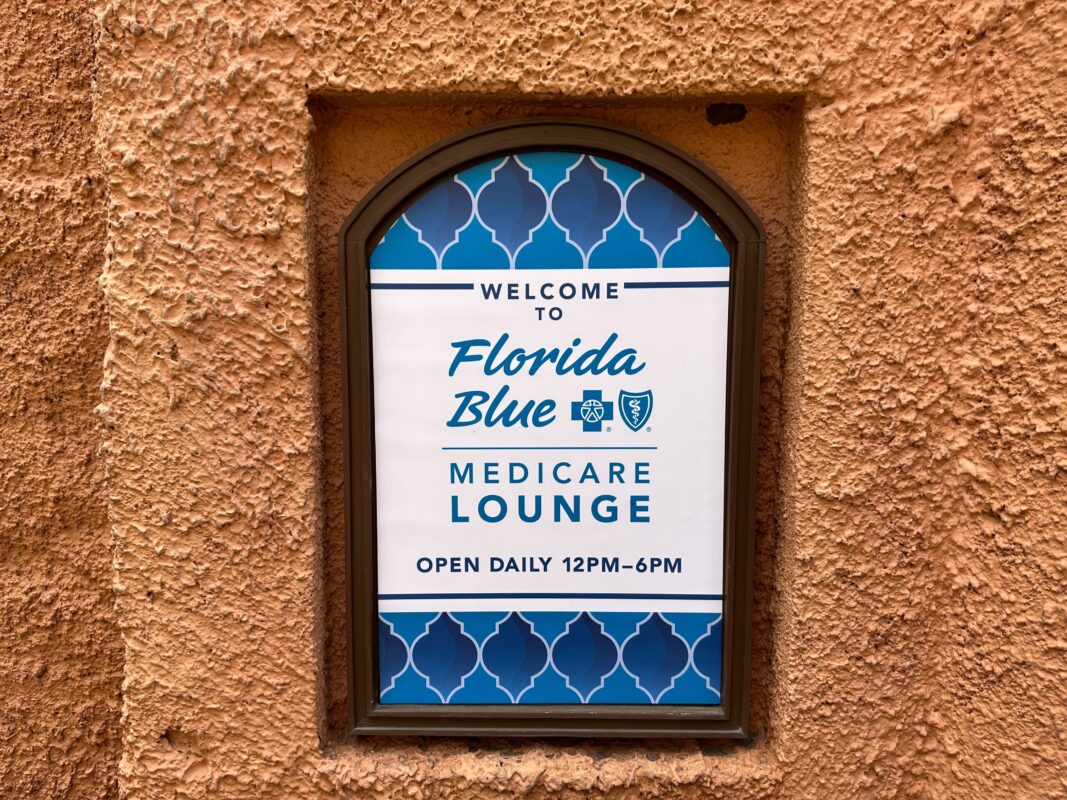 WELCOME
TO
Florida
Blue ® ®
MEDICARE
LOUNGE
OPEN DAILY 12PM–6PM